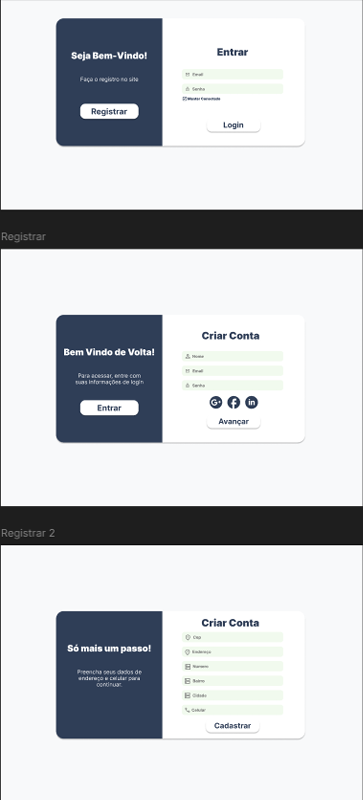 Seja Bem-Vindo!
Faça o registro no site
Registrar
Entrar
Email
Senha
Manter Conectado
Login
Registrar
Bem Vindo de Volta!
Para acessar, entre com
suas informações de login
Entrar
Criar Conta
Nome
Email
Senha
G+ f in
Avançar
Registrar 2
Só mais um passo!
Preencha seus dados de
endereço e celular para
continuar.
Criar Conta
Cep
Endereço
Número
Bairro
Cidade
Celular
Cadastrar